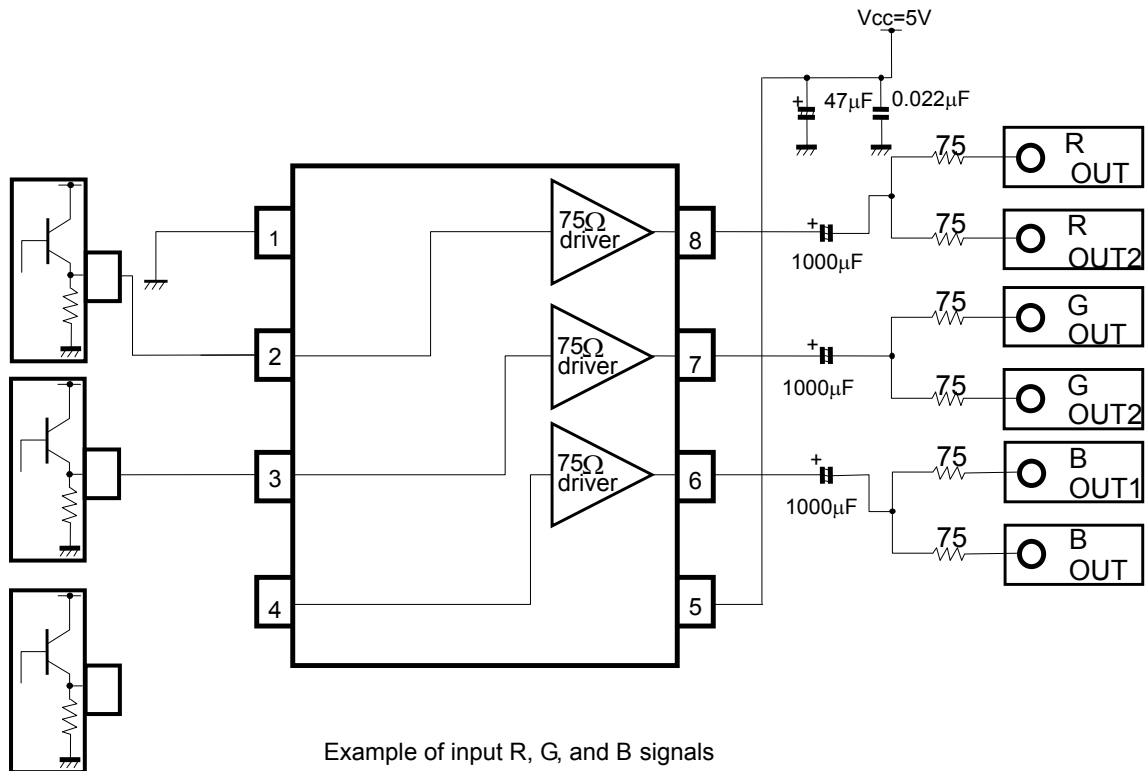 Vcc=5V
+
47μF
0.022μF
75
R
OUT
75Ω
driver
1
8
+
1000μF
75
R
OUT2
75
G
OUT
75Ω
driver
2
7
+
1000μF
75
G
OUT2
75Ω
driver
3
6
+
1000μF
75
B
OUT1
75
B
OUT
4
5
Example of input R, G, and B signals